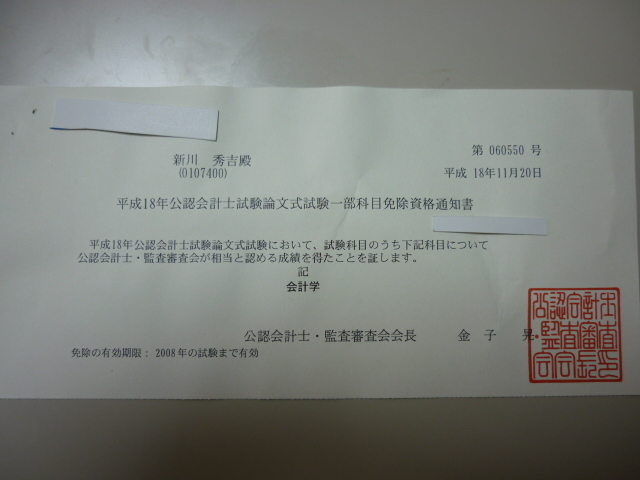 第 060550 号
新川 秀吉殿
(0107400)
平成 18年11月20日
平成18年公認会計士試験論文式試験一部科目免除資格通知書
平成18年公認会計士試験論文式試験において、試験科目のうち下記科目について
公認会計士・監査審査会が相当と認める成績を得たことを証します。
記
会計学
公認会計士・監査審査会会長 金 子 晃
免除の有効期限： 2008年の試験まで有効